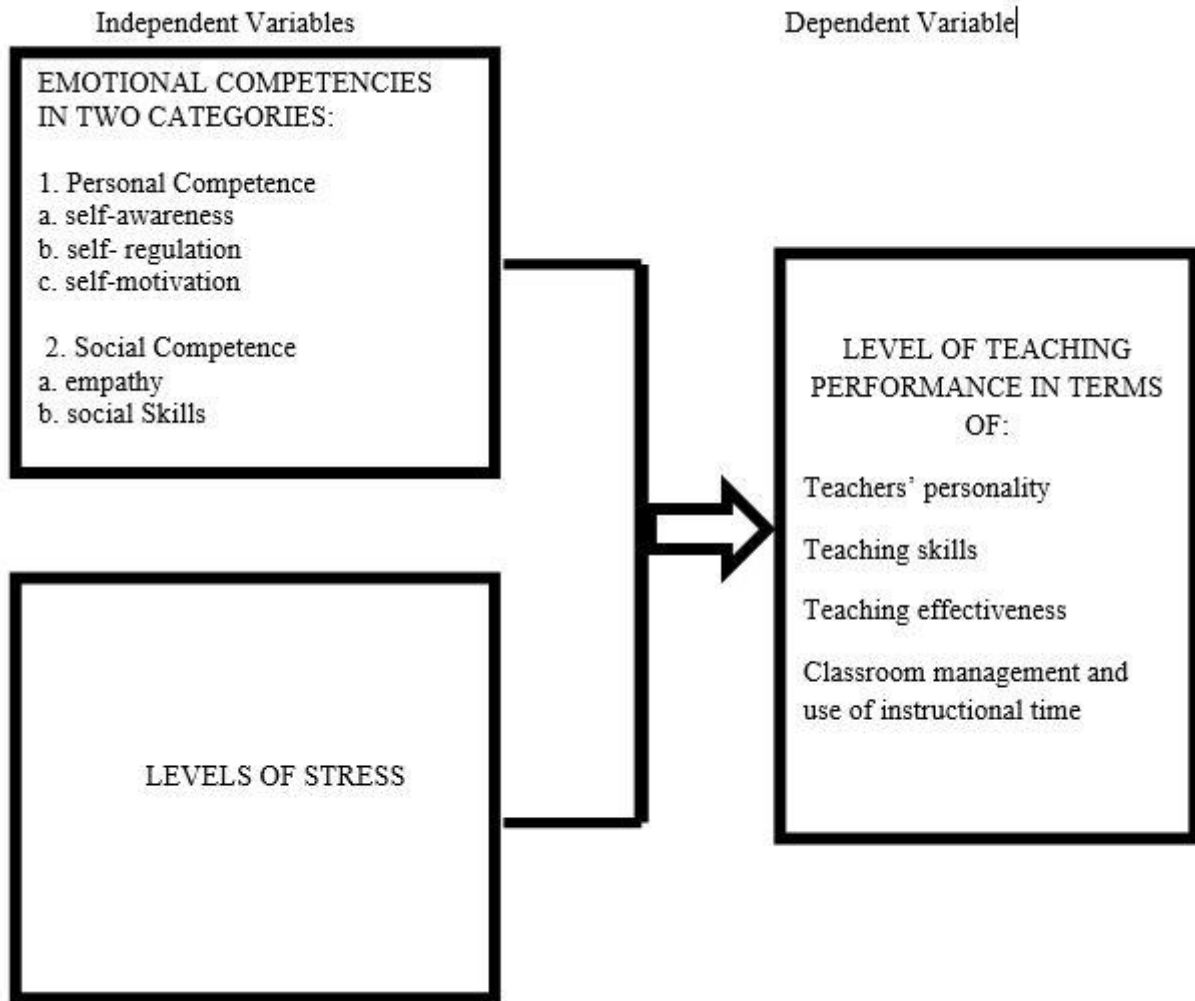 Independent Variables
Dependent Variable
EMOTIONAL COMPETENCIES
IN TWO CATEGORIES:
1. Personal Competence
a. self-awareness
b. self- regulation
c. self-motivation
2. Social Competence
a. empathy
b. social Skills
LEVELS OF STRESS
LEVEL OF TEACHING
PERFORMANCE IN TERMS
OF:
Teachers’ personality
Teaching skills
Teaching effectiveness
Classroom management and
use of instructional time